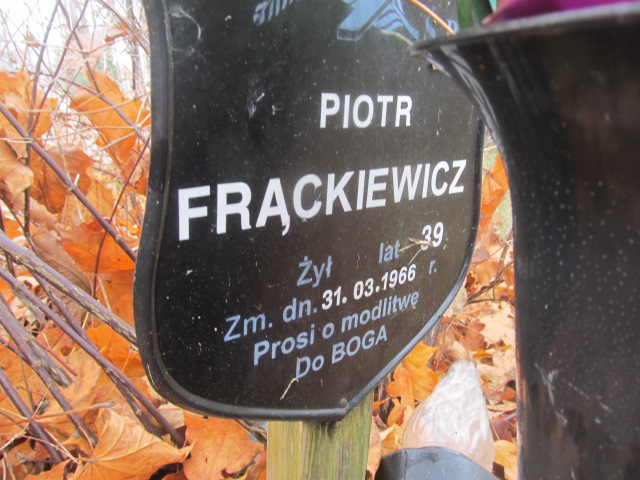 PIOTR
FRĄCKIEWICZ
Żył lat 39
Zm. dn. 31. 03. 1966 r.
Prosi o modlitwę
Do BOGA